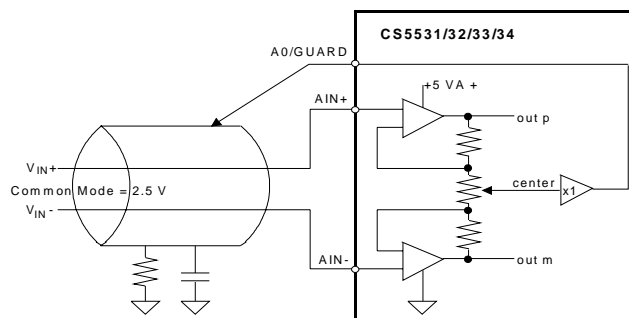 CS5531/32/33/34
A0/GUARD
+5 VA +
AIN+
out p
VIN+
center
x1
Common Mode = 2.5 V
VIN-
AIN-
out m